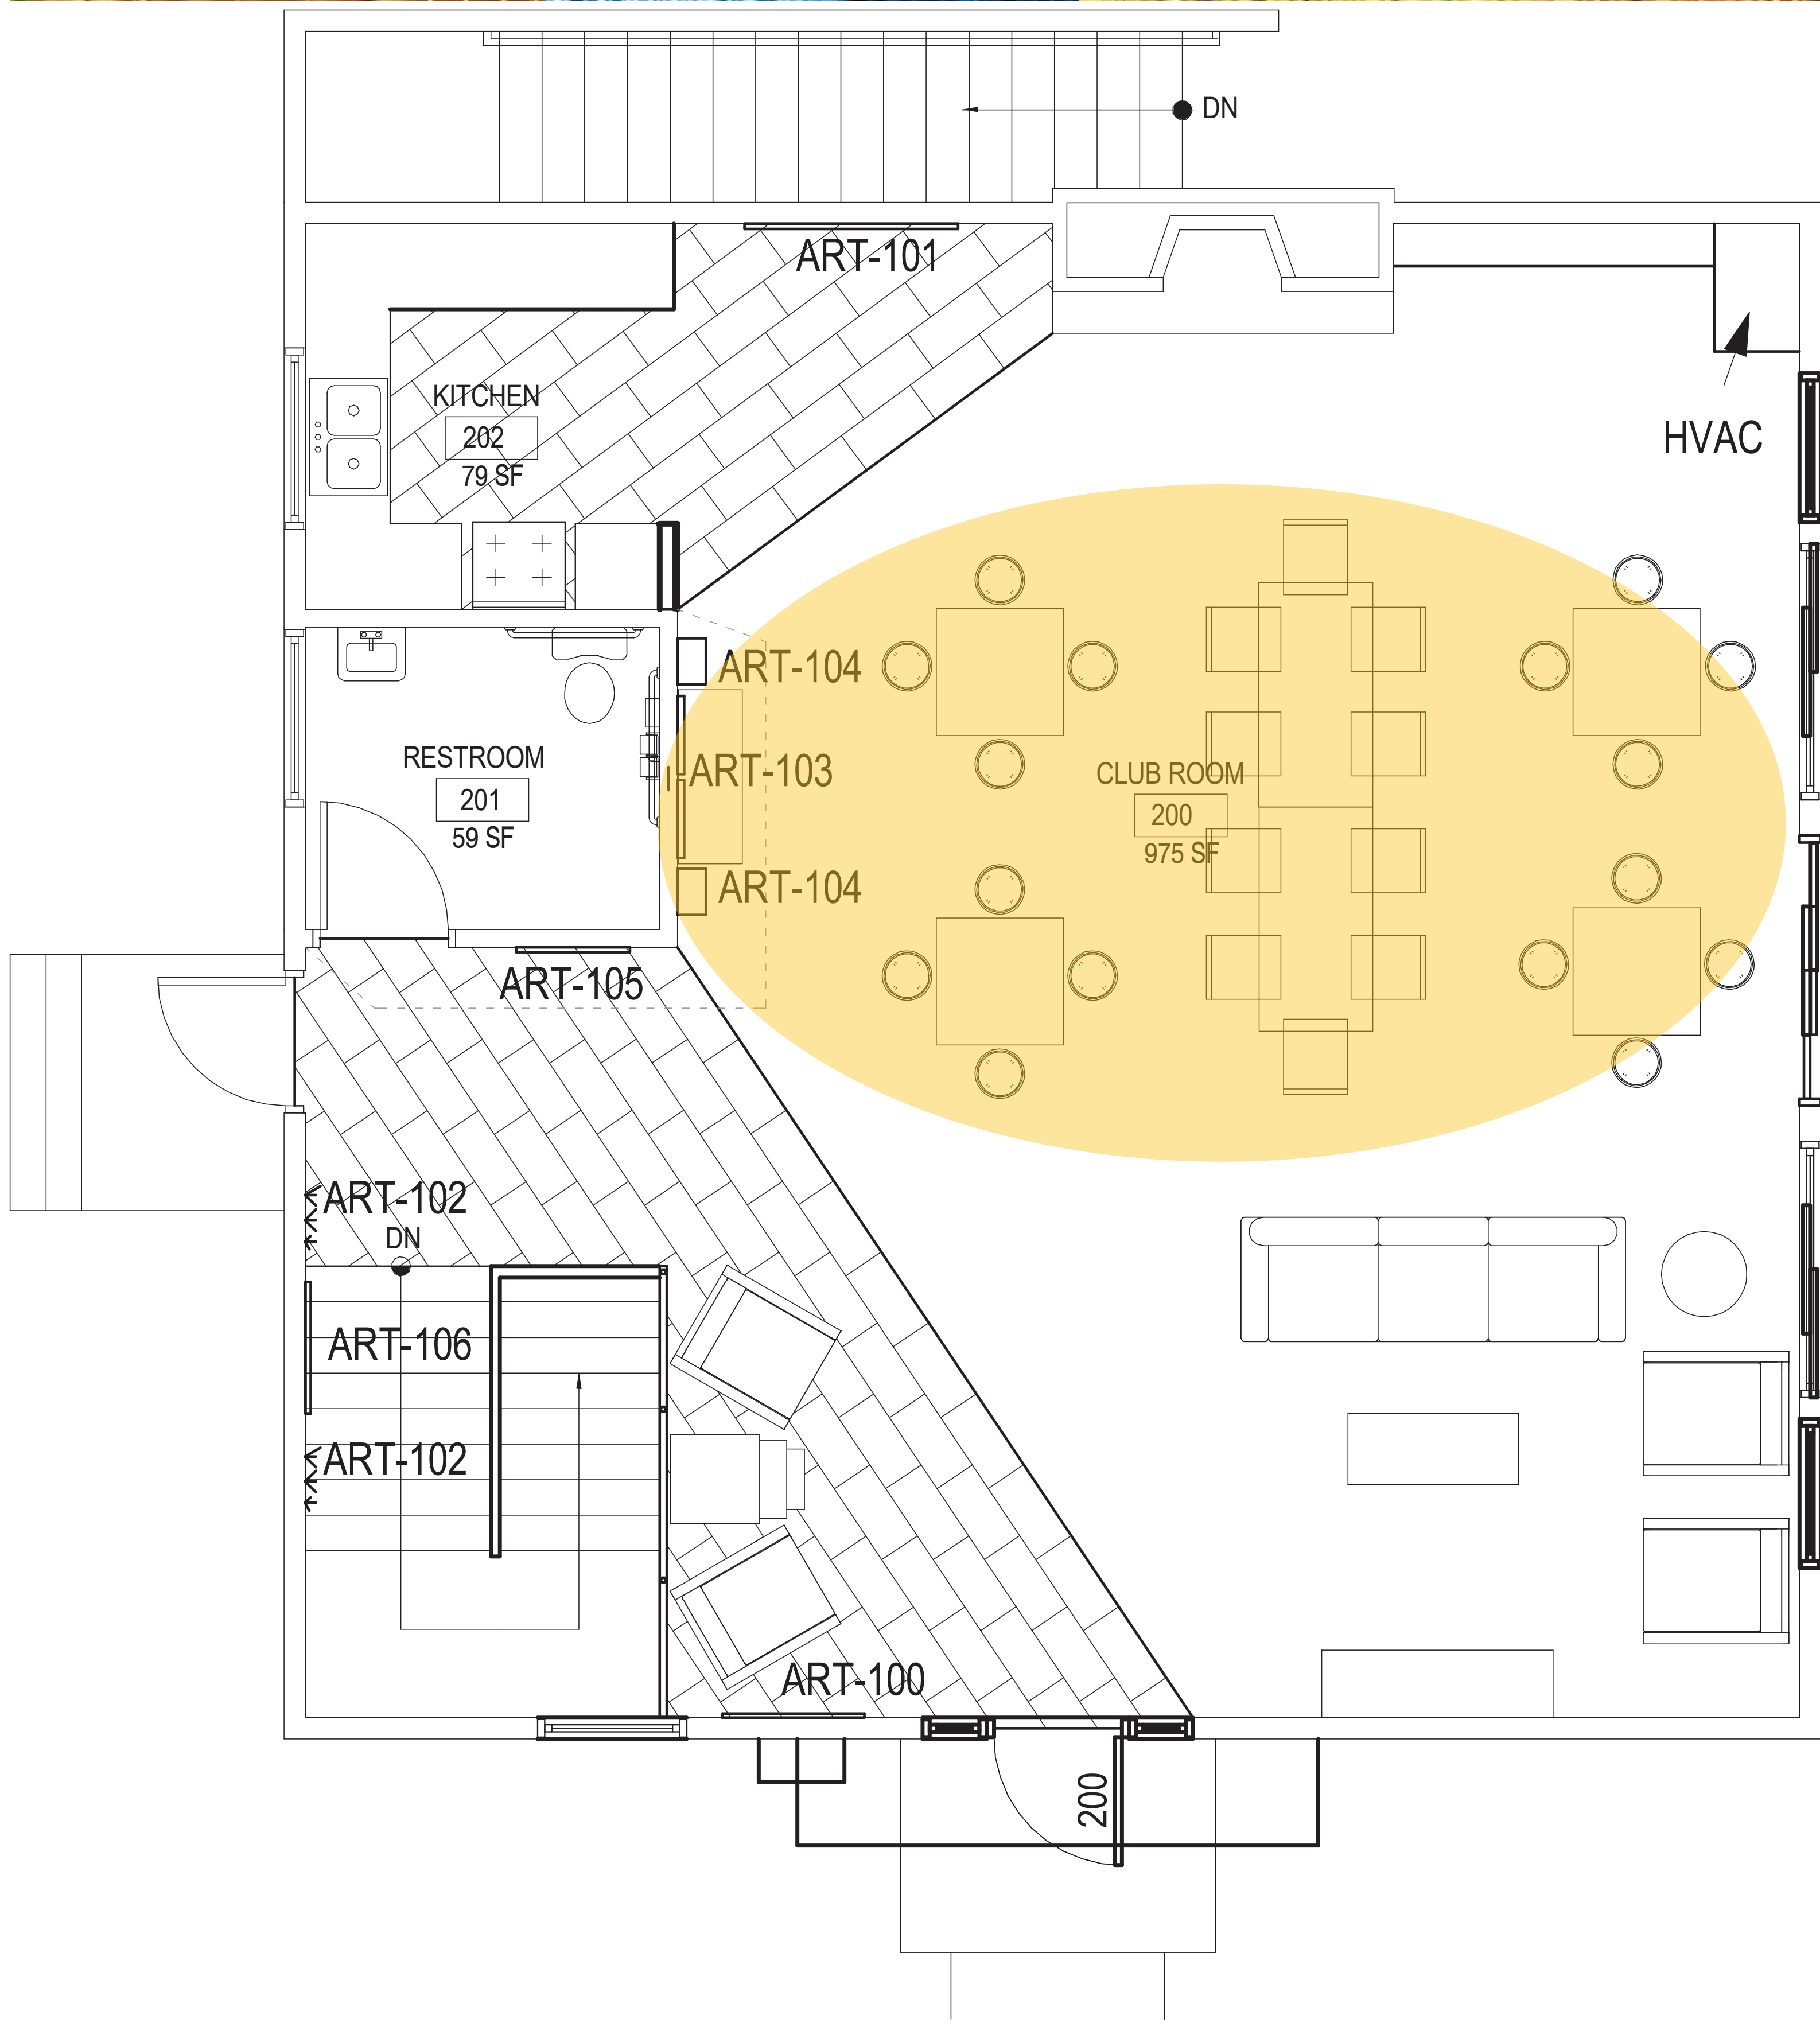 DN
ART-101
KITCHEN
202
79 SF
HVAC
ART-104
RESTROOM
201
59 SF
ART-103
CLUB ROOM
200
975 SF
ART-104
ART-105
ART-102
DN
ART-106
ART-102
ART-100
200